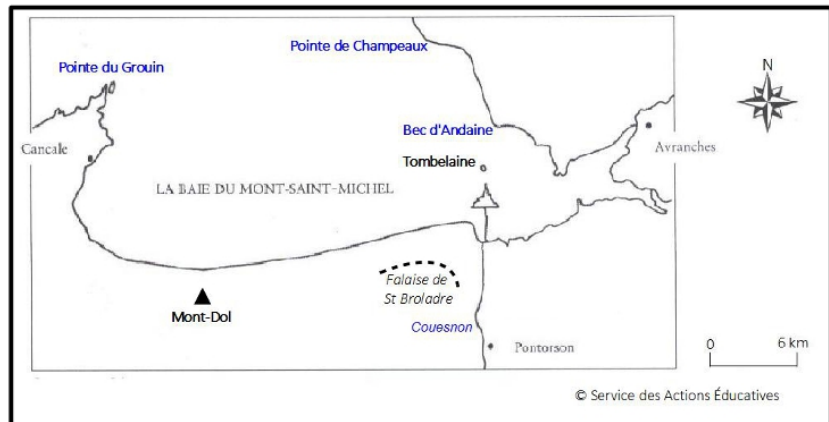 Pointe de Champeaux
Pointe du Grouin
N
Bec d'Andaine
Cancale
Avranches
Tombelaine
LA BAIE DU MONT-SAINT-MICHEL
Falaise de
St Broladre
Mont-Dol
Couesnon
Pontorson
0 6 km
© Service des Actions Éducatives